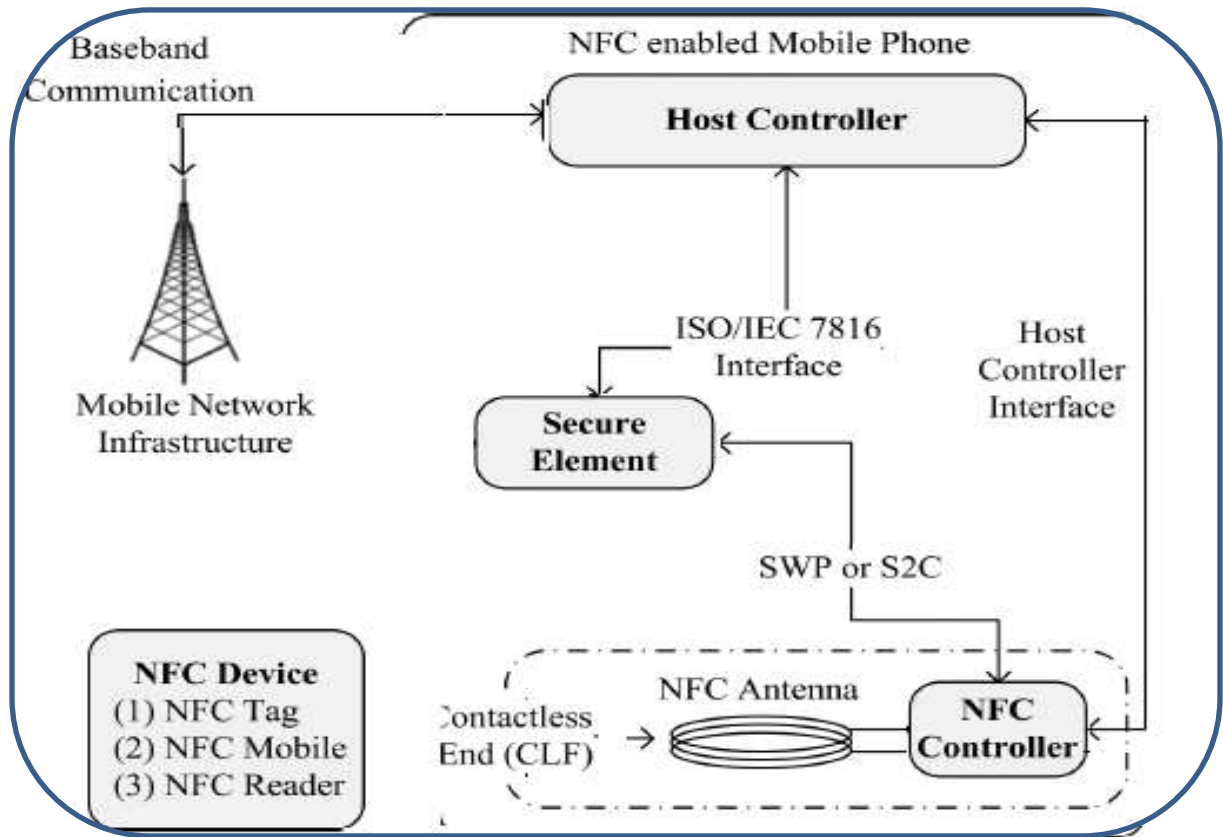 Baseband
Communication
NFC enabled Mobile Phone
Host Controller
ISO/IEC 7816
Interface
Host
Controller
Interface
Mobile Network
Infrastructure
Secure
Element
SWP or S2C
NFC Device
(1) NFC Tag
(2) NFC Mobile
(3) NFC Reader
NFC Antenna
Contactless
End (CLF)
NFC
Controller